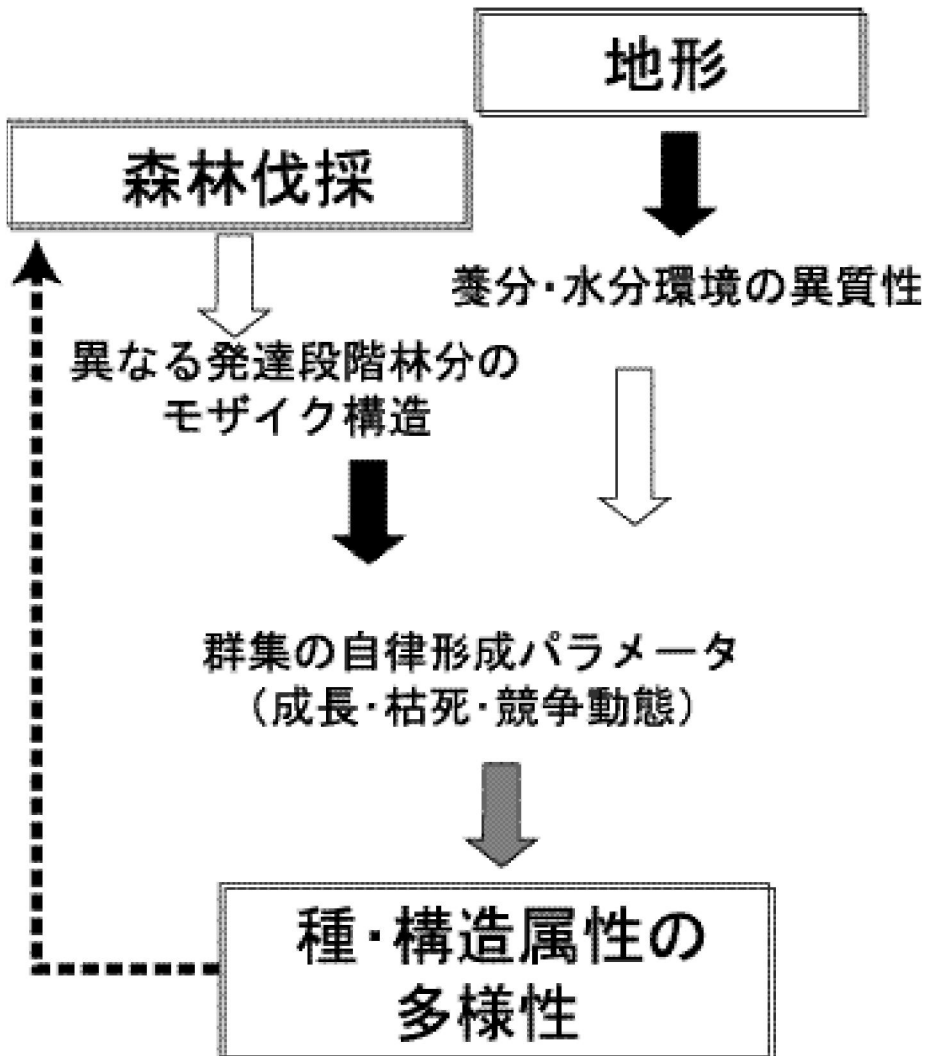 地形
森林伐採
養分・水分環境の異質性
異なる発達段階林分の
モザイク構造
群集の自律形成パラメータ
（成長・枯死・競争動態）
種・構造属性の
多様性